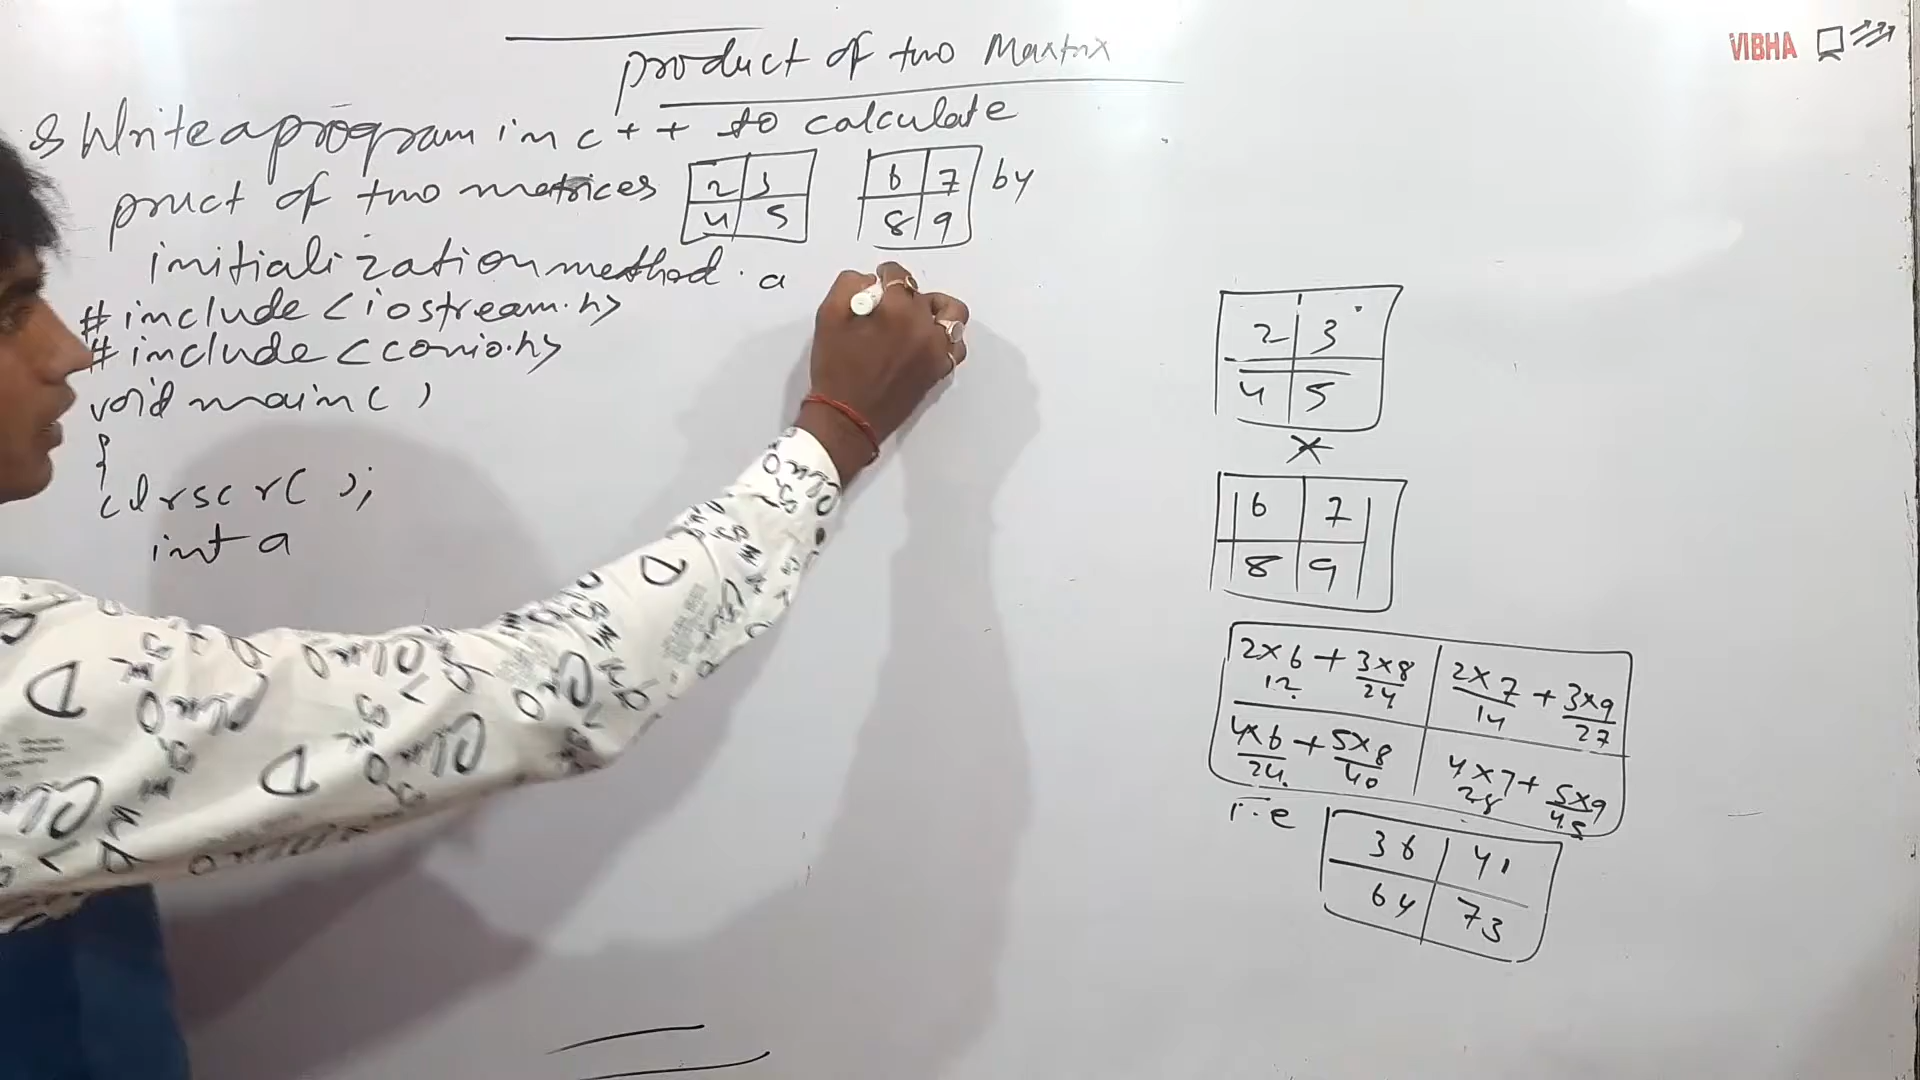 product of two Maxtrix
Q Write a program in c++ to calculate
pruct of two matrices 2 3 6 7 by
4 5 8 9
initialization method. a
#include <iostream.h>
#include <conio.h>
void main( )
{
clrscr( );
int a
2 3
4 5
×
6 7
8 9
2×6 + 3×8 2×7 + 3×9
12 24 14 27
4×6 + 5×8 4×7 + 5×9
24 40 28 45
i.e
36 41
64 73
VIBHA